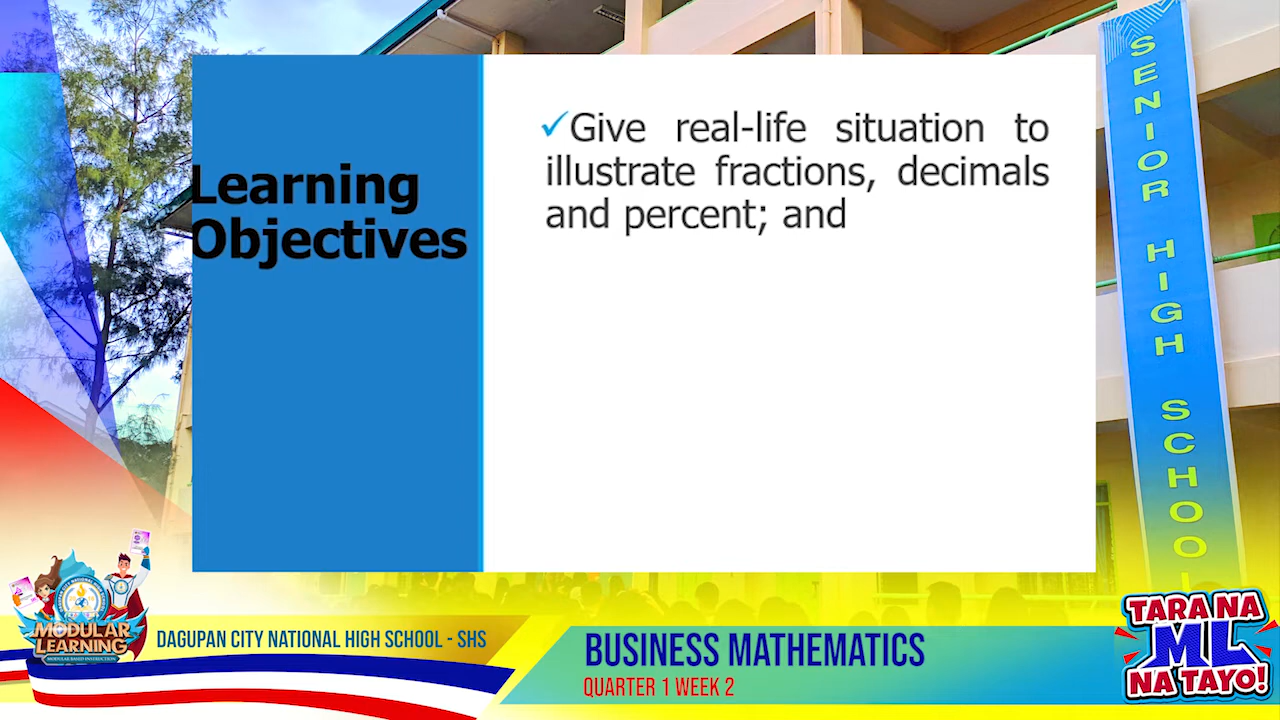 Learning
Objectives
✓Give real-life situation to
illustrate fractions, decimals
and percent; and
SENIOR HIGH SCHOOL
MODULAR
LEARNING
DAGUPAN CITY NATIONAL HIGH SCHOOL - SHS
BUSINESS MATHEMATICS
QUARTER 1 WEEK 2
TARA NA
ML
NA TAYO!